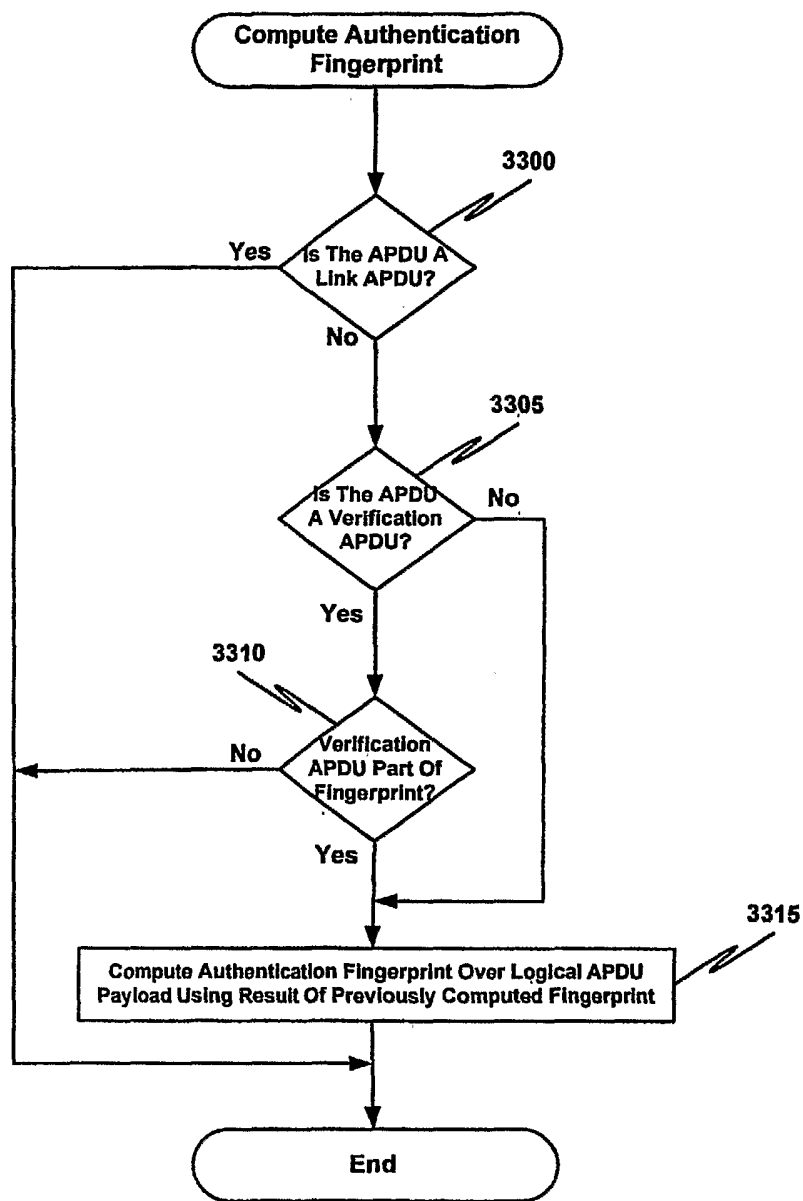 Compute Authentication
Fingerprint
3300
Yes
Is The APDU A
Link APDU?
No
3305
Is The APDU
A Verification
APDU?
No
Yes
3310
No
Verification
APDU Part Of
Fingerprint?
Yes
3315
Compute Authentication Fingerprint Over Logical APDU
Payload Using Result Of Previously Computed Fingerprint
End